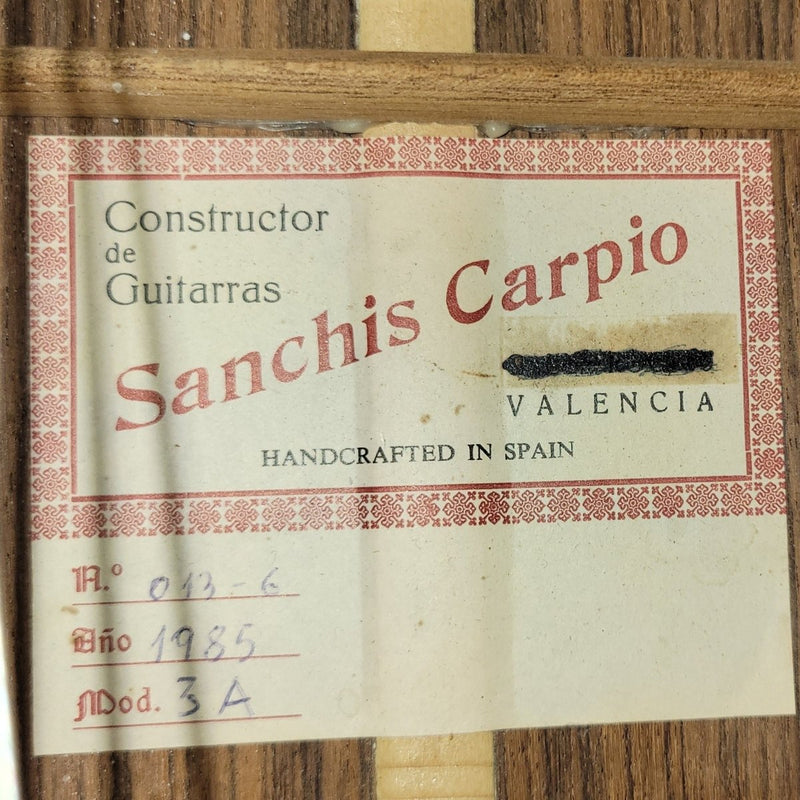 Constructor
de
Guitarras
Sanchis Carpio
VALENCIA
HANDCRAFTED IN SPAIN
N.º 013-6
Año 1985
Mod. 3A